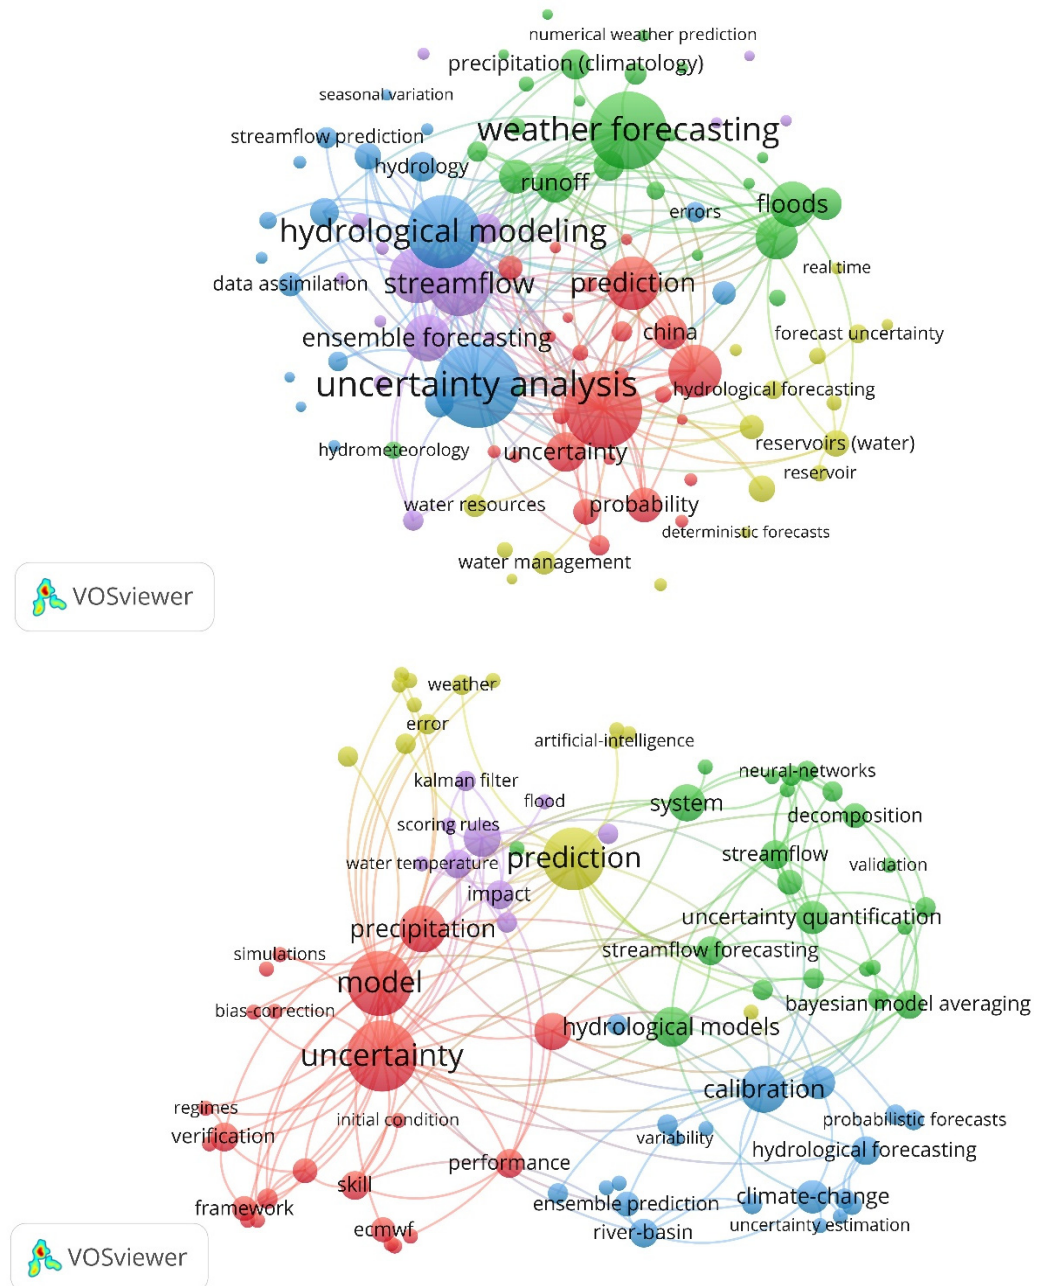 numerical weather prediction
precipitation (climatology)
seasonal variation
weather forecasting
streamflow prediction
hydrology
runoff
floods
errors
hydrological modeling
real time
data assimilation
streamflow
prediction
ensemble forecasting
china
forecast uncertainty
uncertainty analysis
hydrological forecasting
hydrometeorology
uncertainty
reservoirs (water)
reservoir
water resources
probability
deterministic forecasts
water management
VOSviewer
weather
error
artificial-intelligence
kalman filter
neural-networks
flood
system
scoring rules
decomposition
water temperature
prediction
streamflow
validation
impact
precipitation
uncertainty quantification
simulations
streamflow forecasting
model
bias-correction
bayesian model averaging
hydrological models
uncertainty
calibration
regimes
initial condition
probabilistic forecasts
verification
variability
hydrological forecasting
performance
skill
ensemble prediction
climate-change
framework
ecmwf
river-basin
uncertainty estimation
VOSviewer